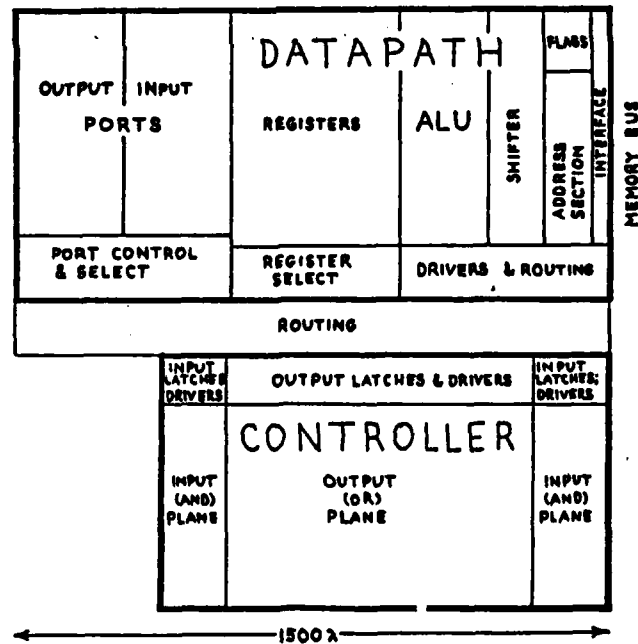 DATAPATH
OUTPUT INPUT
PORTS
REGISTERS
ALU
SHIFTER
FLAGS
ADDRESS
SECTION
INTERFACE
MEMORY BUS
PORT CONTROL
& SELECT
REGISTER
SELECT
DRIVERS & ROUTING
ROUTING
INPUT
LATCHES
DRIVERS
OUTPUT LATCHES & DRIVERS
INPUT
LATCHES;
DRIVERS
CONTROLLER
INPUT
(AND)
PLANE
OUTPUT
(OR)
PLANE
INPUT
(AND)
PLANE
1500λ